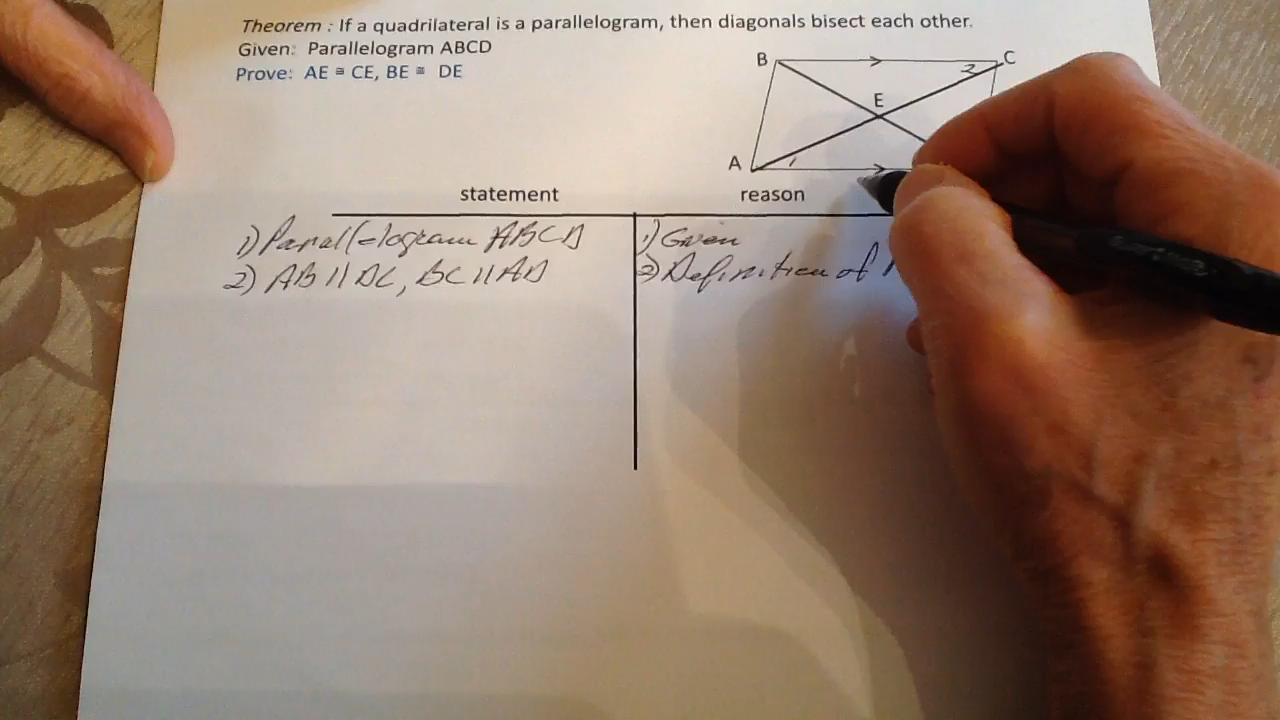 Theorem : If a quadrilateral is a parallelogram, then diagonals bisect each other.
Given: Parallelogram ABCD
Prove: AE ≅ CE, BE ≅ DE
B
C
2
E
A
1
statement
reason
1) Parallelogram ABCD
1) Given
2) AB // DC, BC // AD
2) Definition of